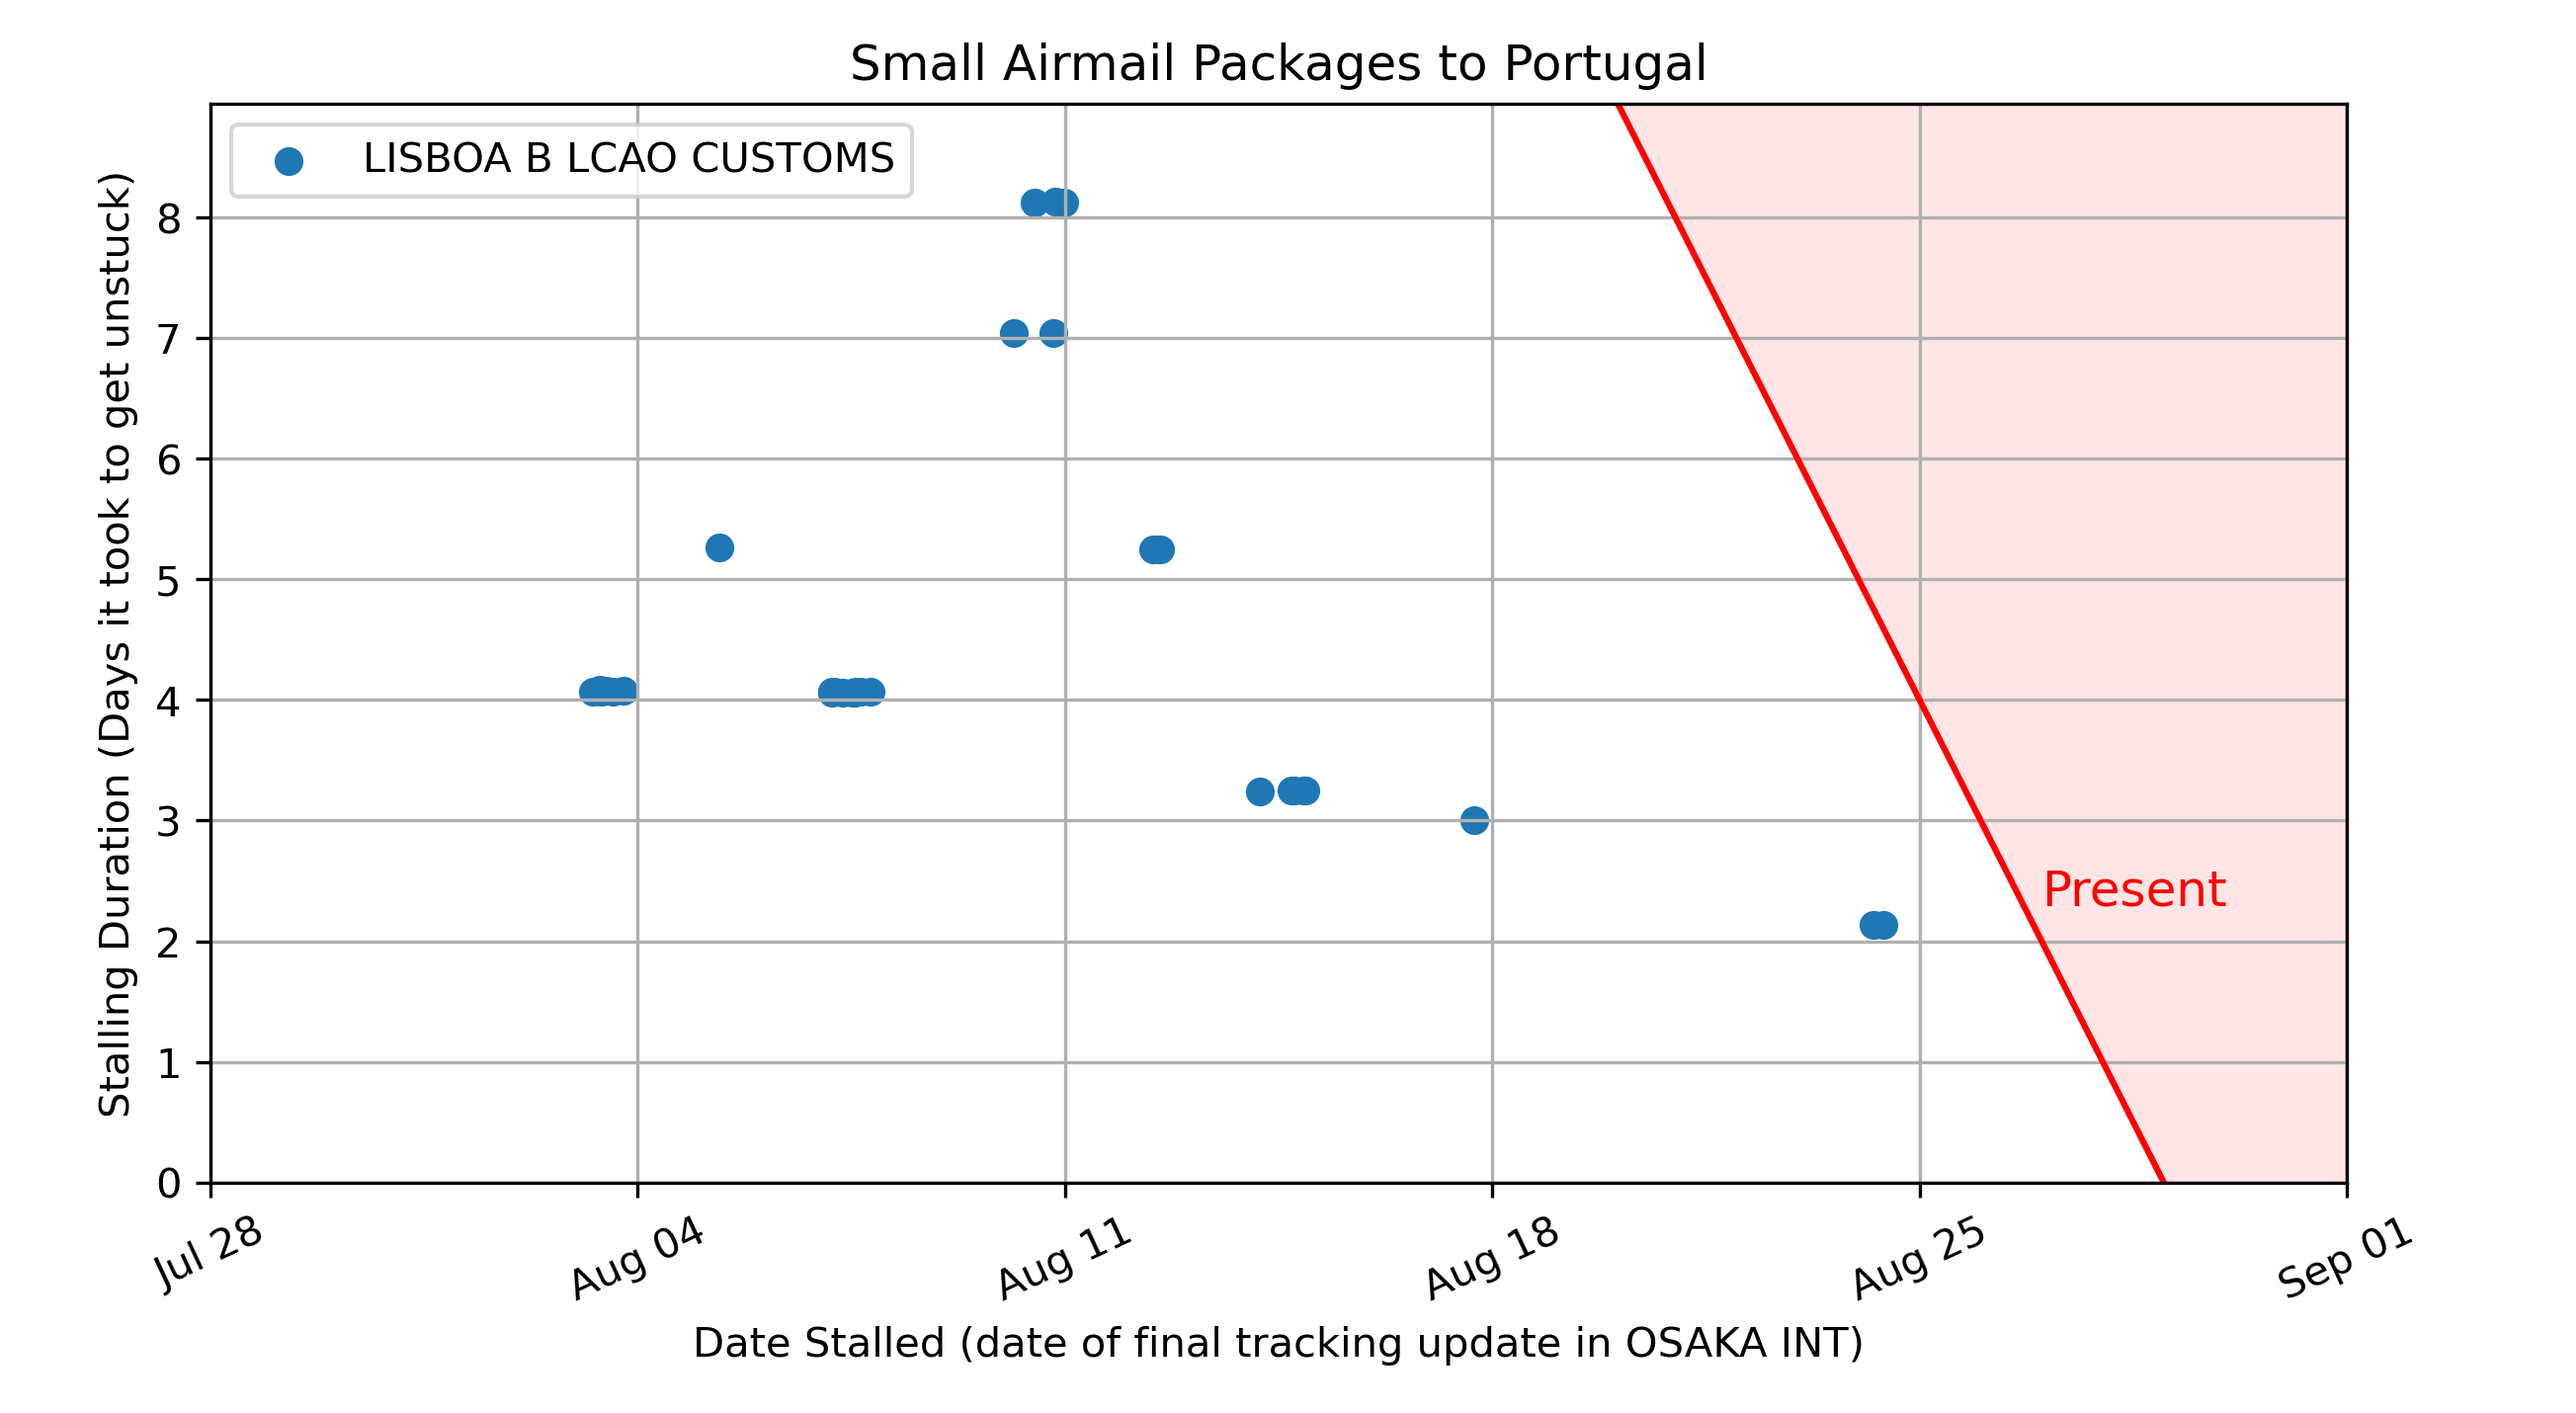 Small Airmail Packages to Portugal
LISBOA B LCAO CUSTOMS
Stalling Duration (Days it took to get unstuck)
8
7
6
5
4
3
2
1
0
Present
Jul 28
Aug 04
Aug 11
Aug 18
Aug 25
Sep 01
Date Stalled (date of final tracking update in OSAKA INT)